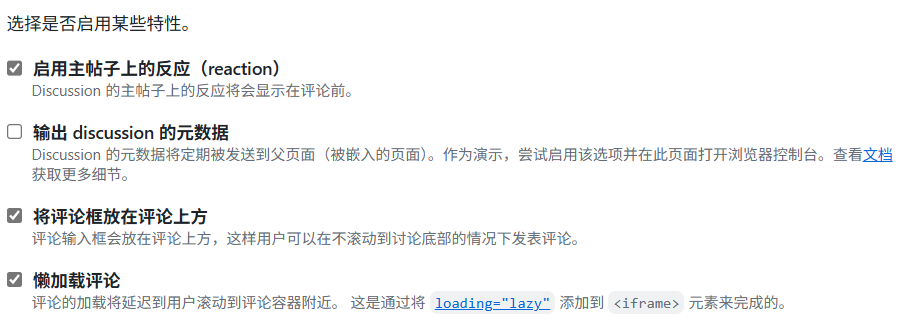 选择是否启用某些特性。
启用主帖子上的反应（reaction）
Discussion 的主帖子上的反应将会显示在评论前。
输出 discussion 的元数据
Discussion 的元数据将定期被发送到父页面（被嵌入的页面）。作为演示，尝试启用该选项并在此页面打开浏览器控制台。查看文档
获取更多细节。
将评论框放在评论上方
评论输入框会放在评论上方，这样用户可以在不滚动到讨论底部的情况下发表评论。
懒加载评论
评论的加载将延迟到用户滚动到评论容器附近。 这是通过将 loading="lazy" 添加到 <iframe> 元素来完成的。